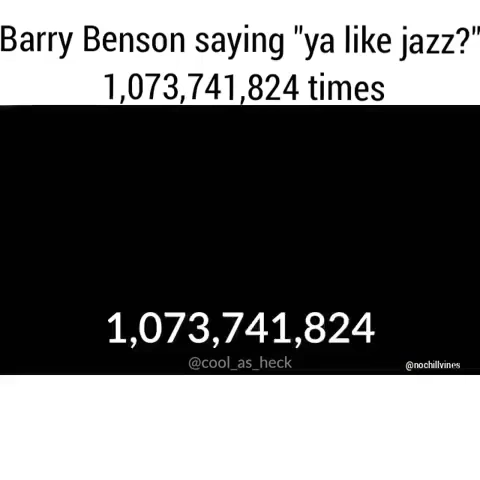 Barry Benson saying "ya like jazz?"
1,073,741,824 times
1,073,741,824
@cool_as_heck
@nochillvines